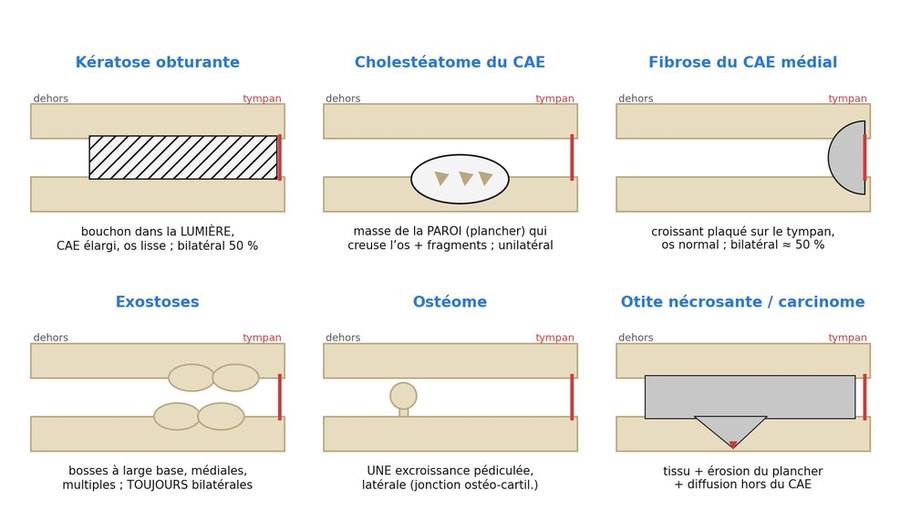 Kératose obturante
Cholestéatome du CAE
Fibrose du CAE médial
dehors
tympan
dehors
tympan
dehors
tympan
bouchon dans la LUMIÈRE,
CAE élargi, os lisse ; bilatéral 50 %
masse de la PAROI (plancher) qui
creuse l’os + fragments ; unilatéral
croissant plaqué sur le tympan,
os normal ; bilatéral ≈ 50 %
Exostoses
Ostéome
Otite nécrosante / carcinome
dehors
tympan
dehors
tympan
dehors
tympan
bosses à large base, médiales,
multiples ; TOUJOURS bilatérales
UNE excroissance pédiculée,
latérale (jonction ostéo-cartil.)
tissu + érosion du plancher
+ diffusion hors du CAE